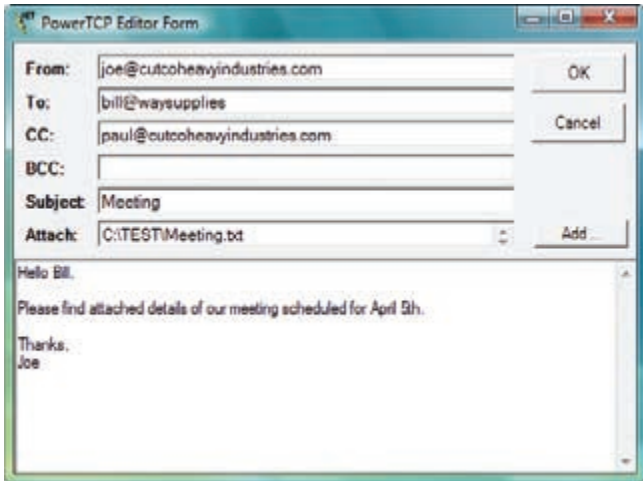 PowerTCP Editor Form
From: joe@cutcoheavyindustries.com
OK
To: bill@waysupplies
CC: paul@cutcoheavyindustries.com
Cancel
BCC:
Subject: Meeting
Attach: C:\TEST\Meeting.txt
Add...
Hello Bill,
Please find attached details of our meeting scheduled for April 5th.
Thanks,
Joe